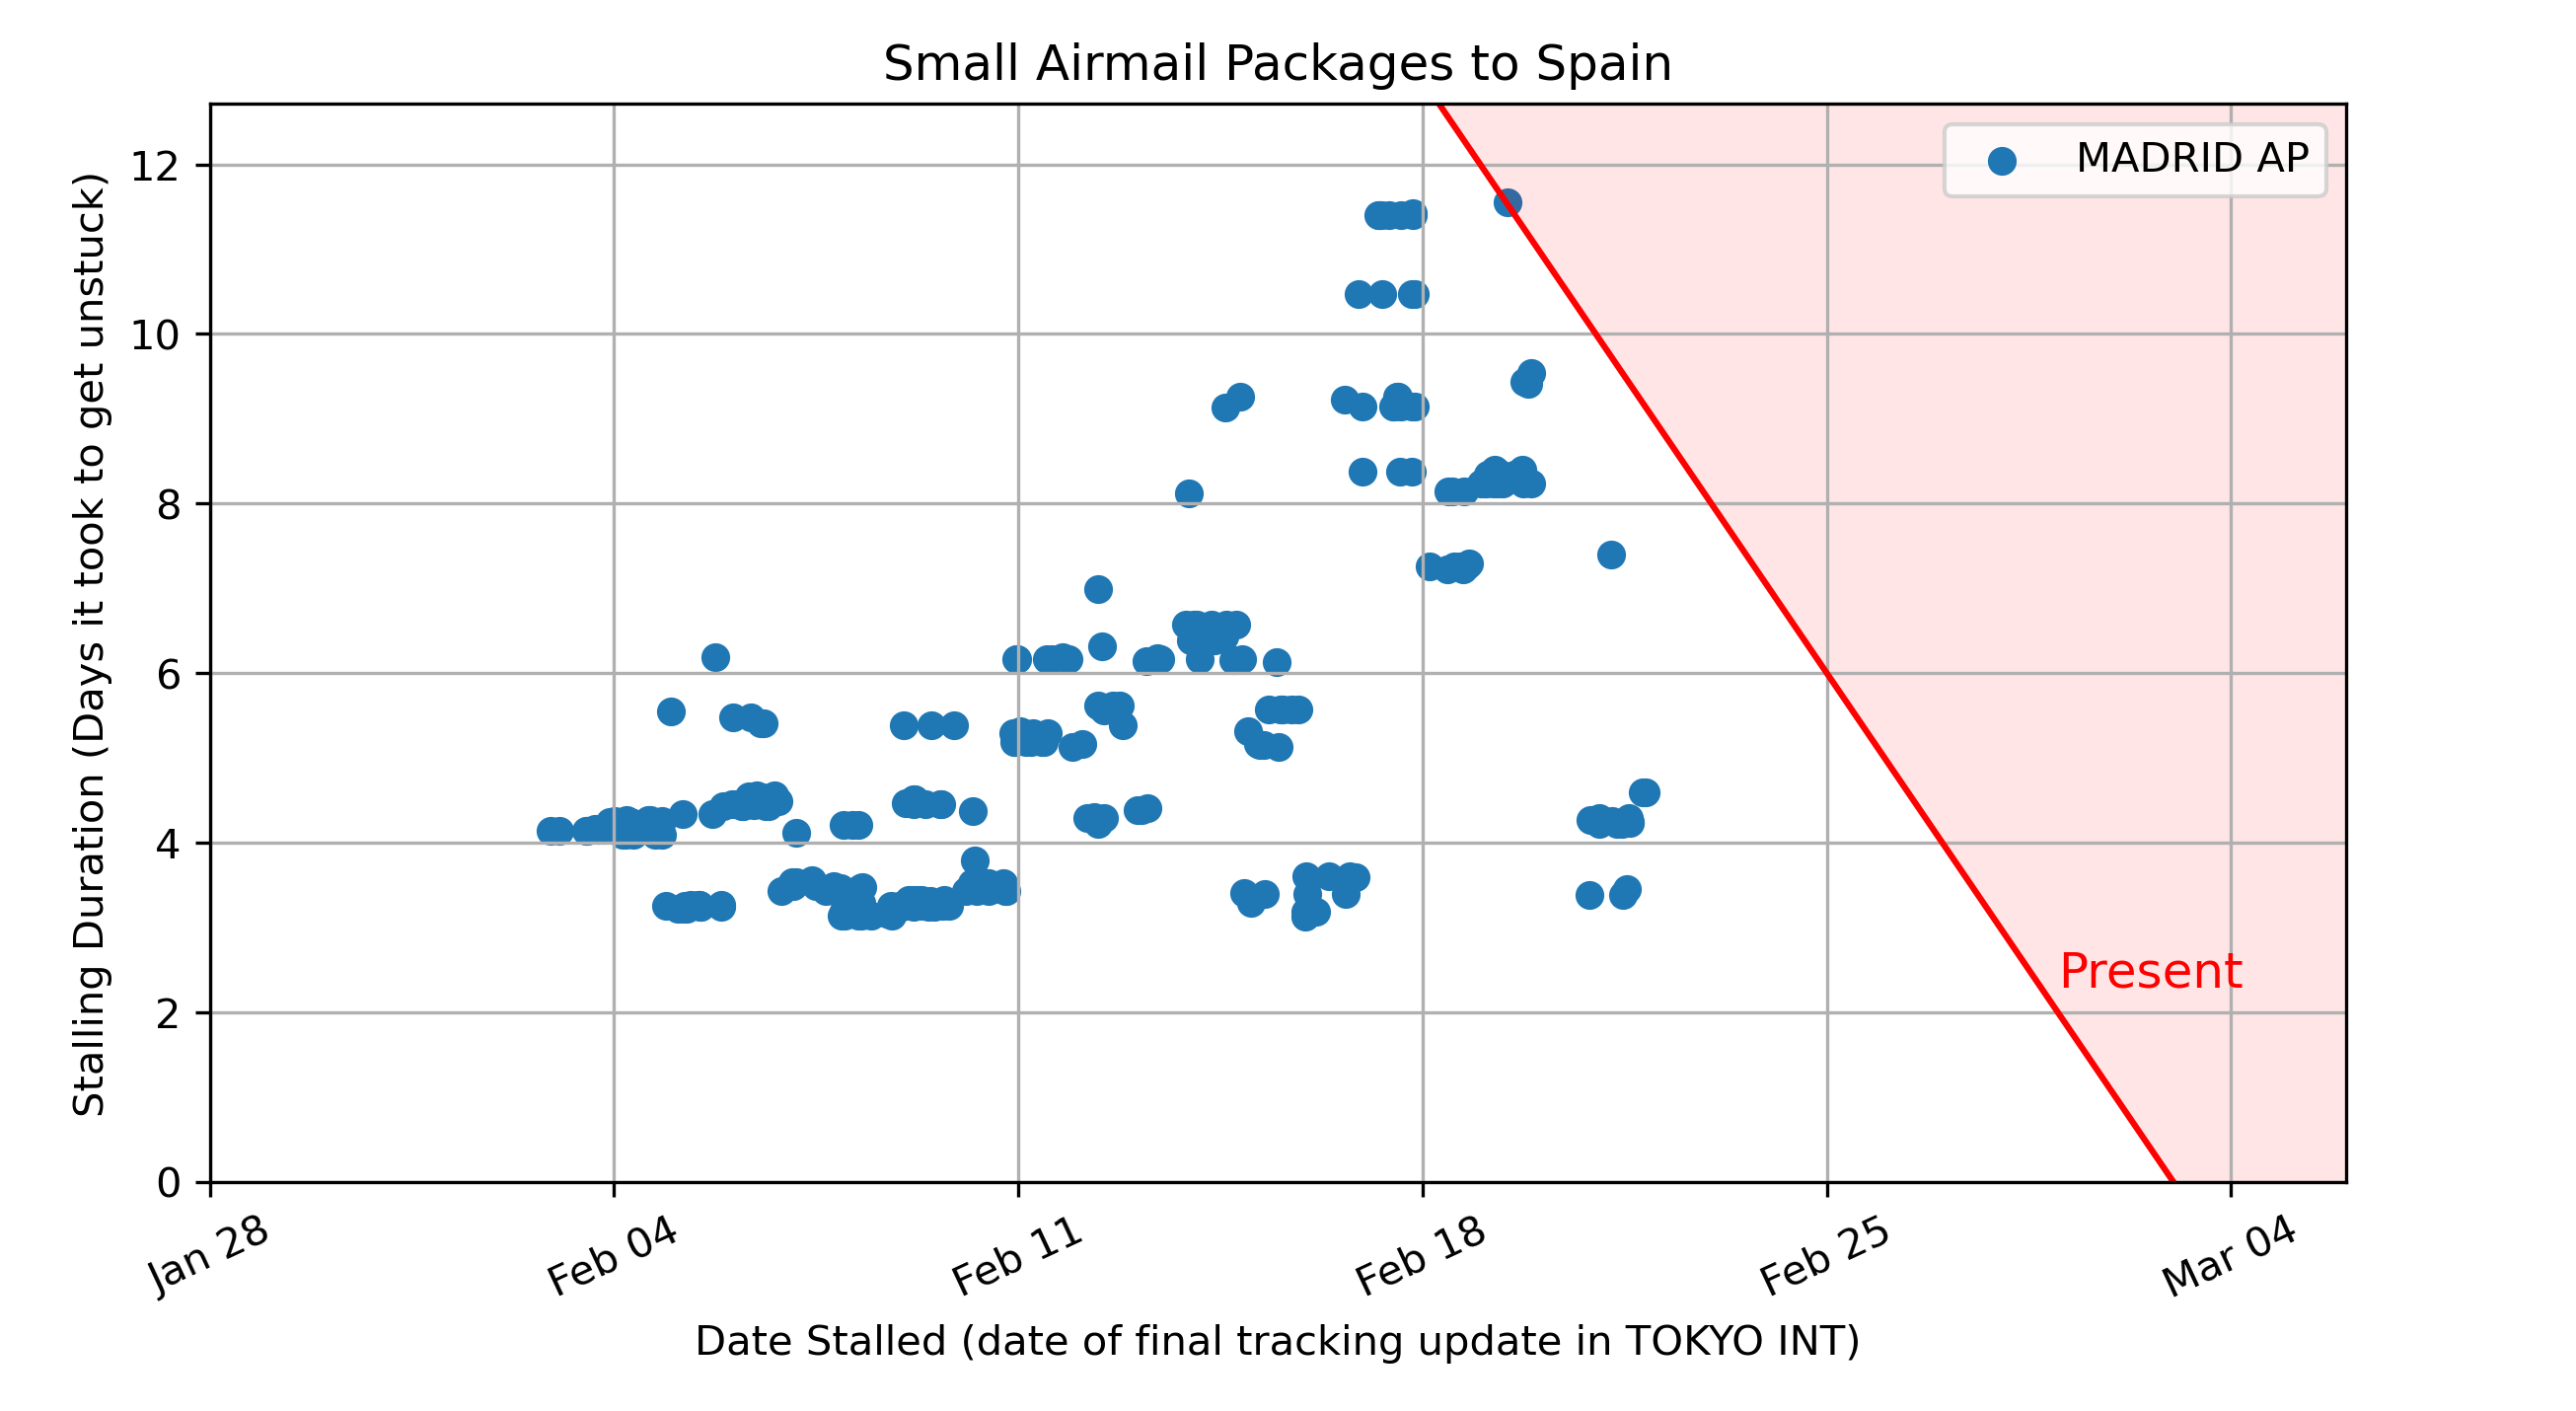 Small Airmail Packages to Spain
Stalling Duration (Days it took to get unstuck)
12
10
8
6
4
2
0
MADRID AP
Present
Jan 28
Feb 04
Feb 11
Feb 18
Feb 25
Mar 04
Date Stalled (date of final tracking update in TOKYO INT)